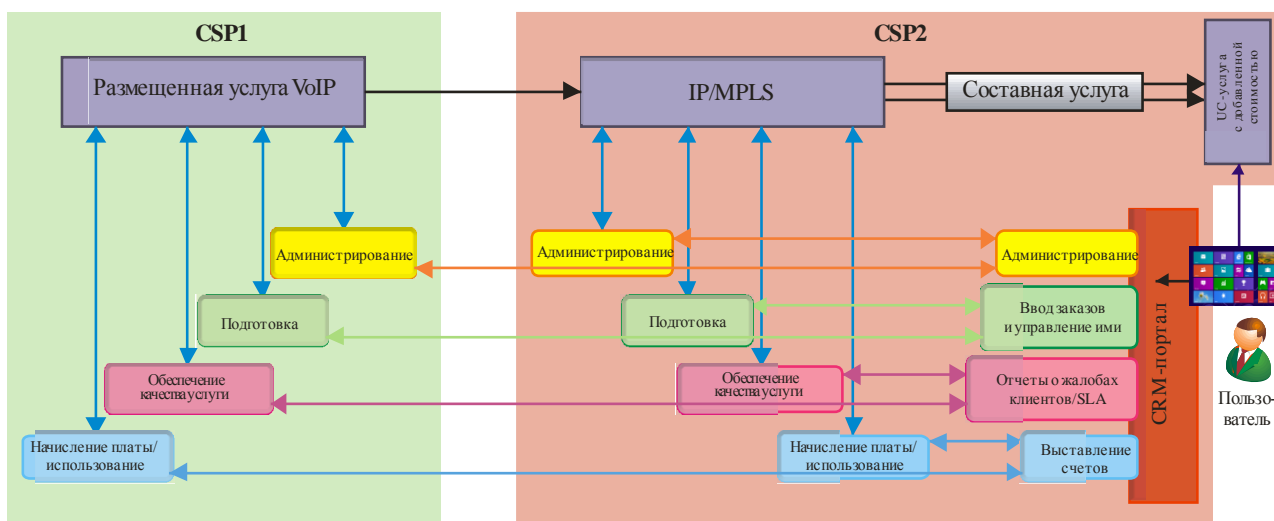 CSP1
CSP2
Размещенная услуга VoIP
IP/MPLS
Составная услуга
UC-услуга
с добавленной
стоимостью
Администрирование
Администрирование
Администрирование
Подготовка
Подготовка
Ввод заказов
и управление ими
Обеспечение
качества услуги
Обеспечение
качества услуги
Отчеты о жалобах
клиентов/SLA
Начисление платы/
использование
Начисление платы/
использование
Выставление
счетов
CRM-портал
Пользо-
ватель